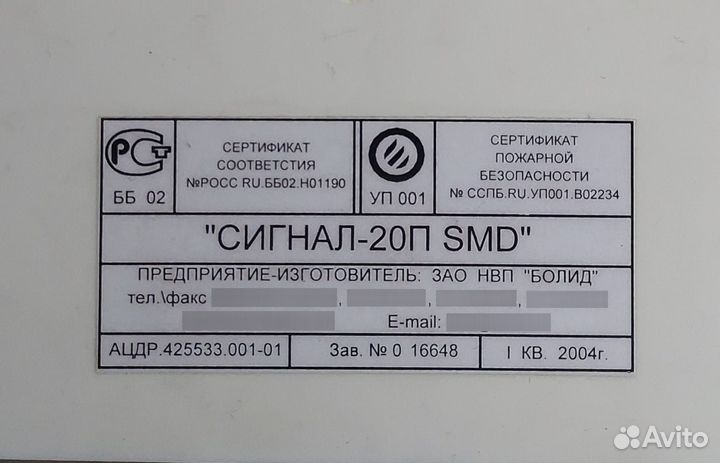 РСТ
ББ 02
СЕРТИФИКАТ
СООТВЕТСТИЯ
№РОСС RU.ББ02.Н01190
УП 001
СЕРТИФИКАТ
ПОЖАРНОЙ
БЕЗОПАСНОСТИ
№ ССПБ.RU.УП001.В02234
"СИГНАЛ-20П SMD"
ПРЕДПРИЯТИЕ-ИЗГОТОВИТЕЛЬ: ЗАО НВП "БОЛИД"
тел.\факс , , ,
E-mail:
АЦДР.425533.001-01
Зав. № 0 16648
I КВ. 2004г.
Avito